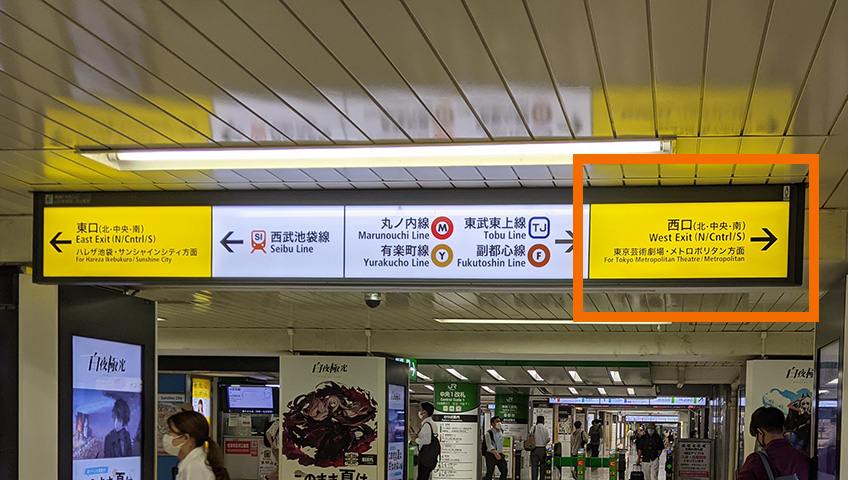 東口(北・中央・南)
East Exit (N/Cntrl/S)
ハレザ池袋・サンシャインシティ方面
For Hareza Ikebukuro / Sunshine City
SI
西武池袋線
Seibu Line
丸ノ内線
Marunouchi Line
M
有楽町線
Yurakucho Line
Y
東武東上線
Tobu Line
TJ
副都心線
Fukutoshin Line
F
西口(北・中央・南)
West Exit (N/Cntrl/S)
東京芸術劇場・メトロポリタン方面
For Tokyo Metropolitan Theatre / Metropolitan
白夜極光
白夜極光
このまま夏は
JR
中央1改札
Central Gate 1